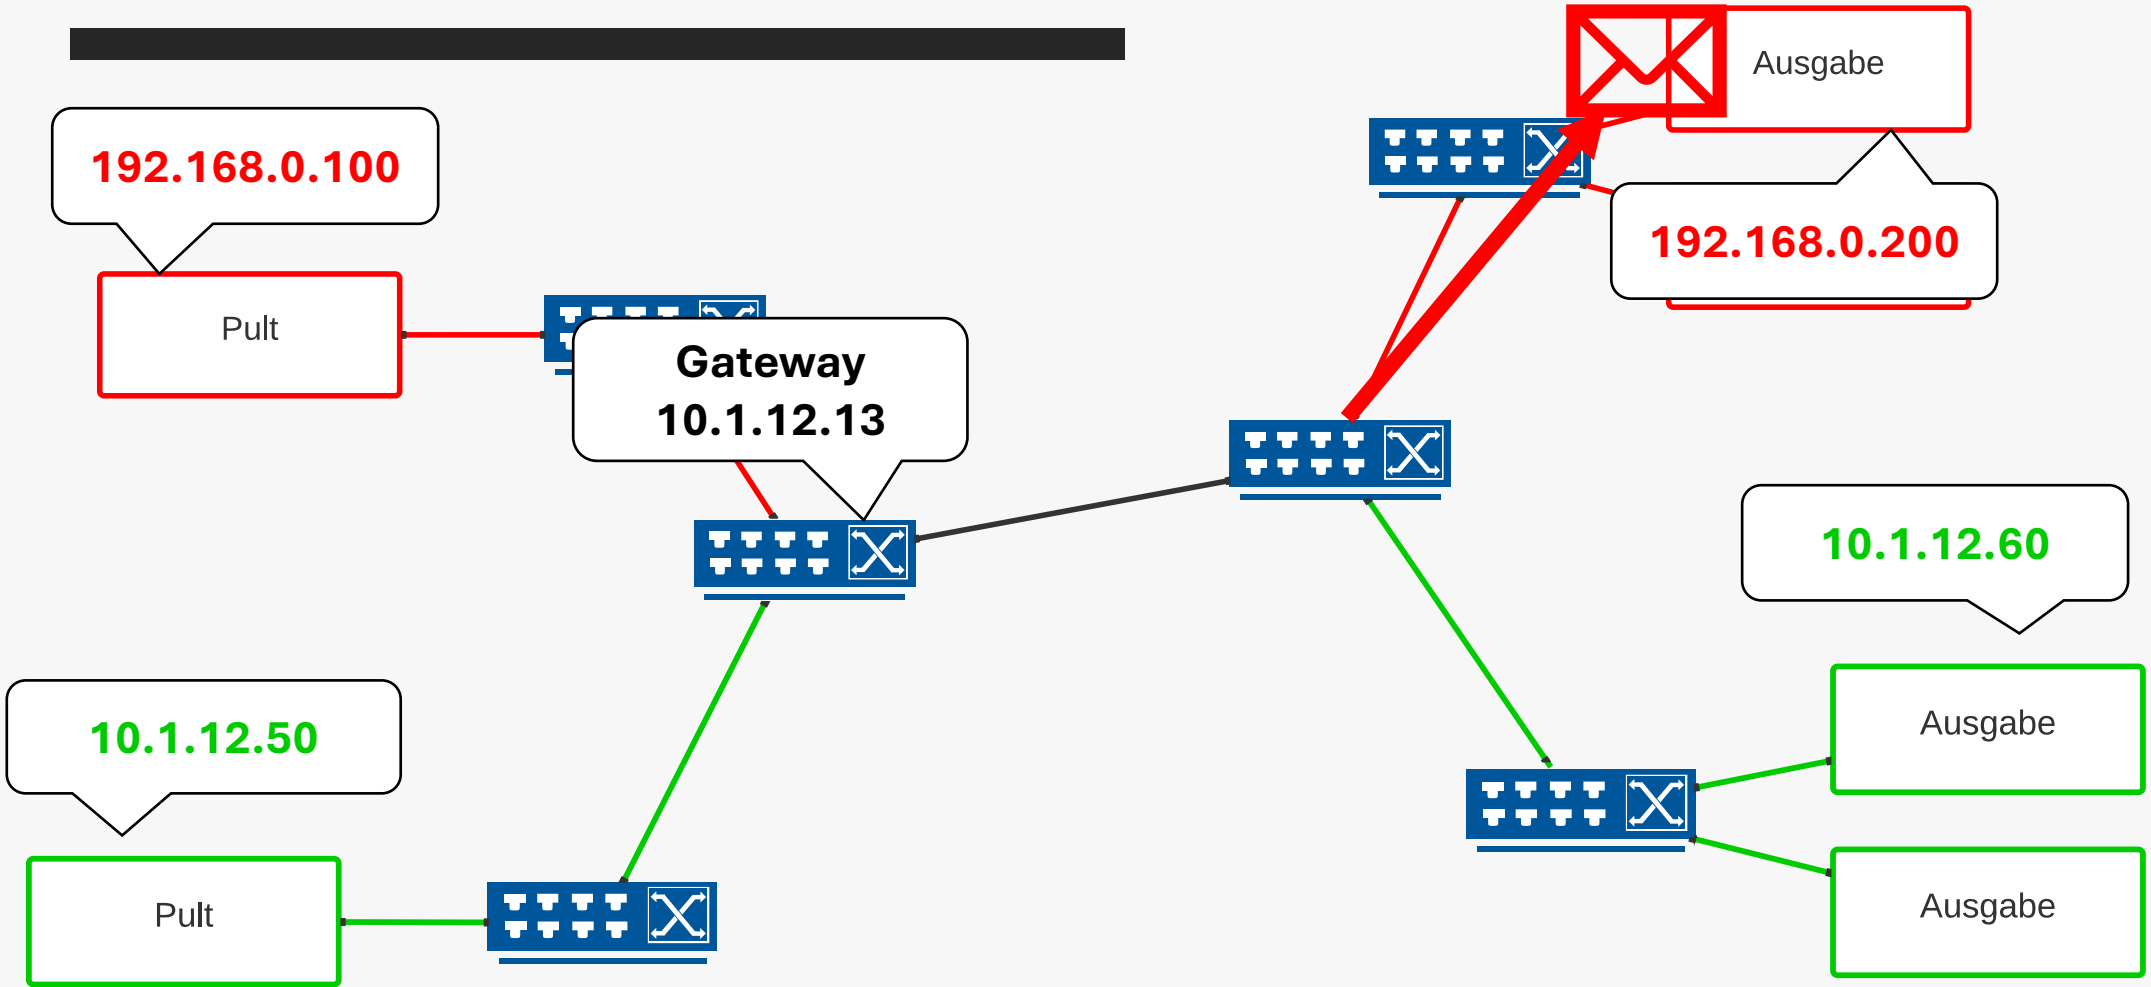 Ausgabe
192.168.0.100
192.168.0.200
Pult
Gateway
10.1.12.13
10.1.12.60
10.1.12.50
Ausgabe
Pult
Ausgabe